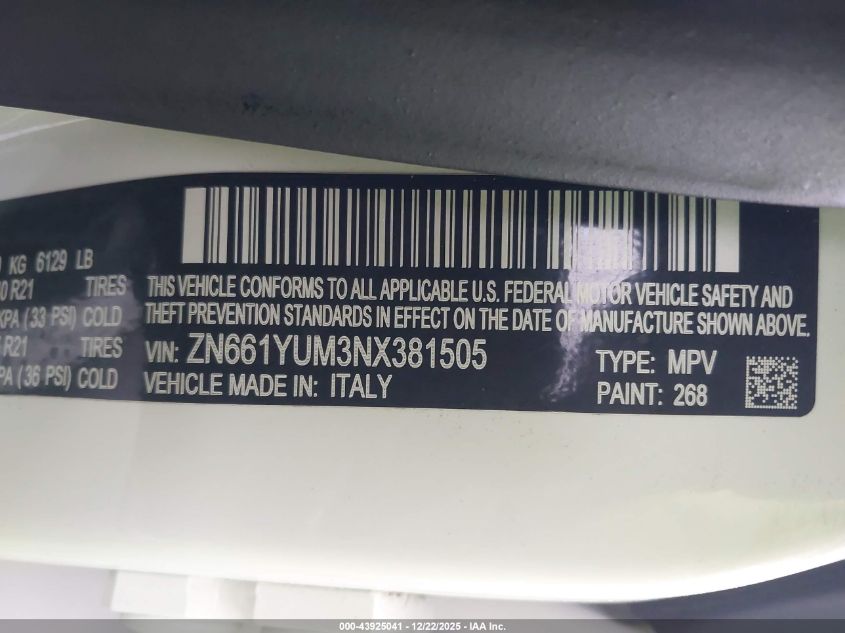 KG 6129 LB
0 R21 TIRES
KPA (33 PSI) COLD
R21 TIRES
PA (36 PSI) COLD
THIS VEHICLE CONFORMS TO ALL APPLICABLE U.S. FEDERAL MOTOR VEHICLE SAFETY AND
THEFT PREVENTION STANDARDS IN EFFECT ON THE DATE OF MANUFACTURE SHOWN ABOVE.
VIN: ZN661YUM3NX381505
VEHICLE MADE IN: ITALY
TYPE: MPV
PAINT: 268
000-43925041 - 12/22/2025 - IAA Inc.